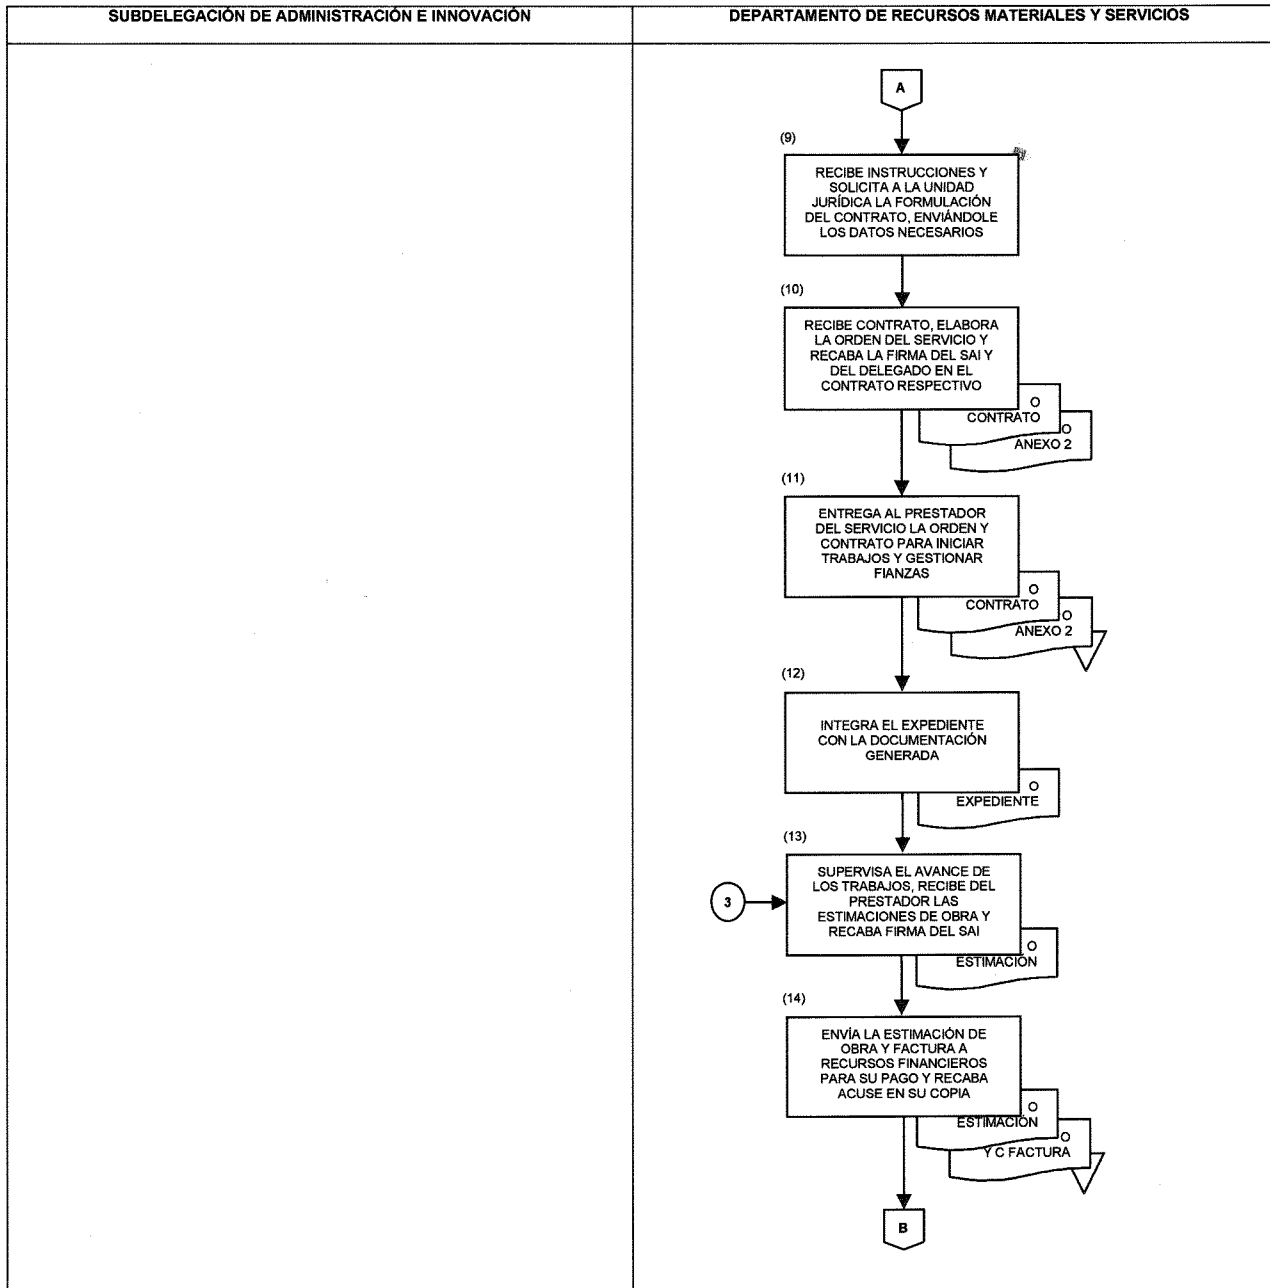 SUBDELEGACIÓN DE ADMINISTRACIÓN E INNOVACIÓN
DEPARTAMENTO DE RECURSOS MATERIALES Y SERVICIOS
A
(9)
RECIBE INSTRUCCIONES Y
SOLICITA A LA UNIDAD
JURÍDICA LA FORMULACIÓN
DEL CONTRATO, ENVIÁNDOLE
LOS DATOS NECESARIOS
(10)
RECIBE CONTRATO, ELABORA
LA ORDEN DEL SERVICIO Y
RECABA LA FIRMA DEL SAI Y
DEL DELEGADO EN EL
CONTRATO RESPECTIVO
O
CONTRATO
O
ANEXO 2
(11)
ENTREGA AL PRESTADOR
DEL SERVICIO LA ORDEN Y
CONTRATO PARA INICIAR
TRABAJOS Y GESTIONAR
FIANZAS
O
CONTRATO
O
ANEXO 2
(12)
INTEGRA EL EXPEDIENTE
CON LA DOCUMENTACIÓN
GENERADA
O
EXPEDIENTE
(13)
3
SUPERVISA EL AVANCE DE
LOS TRABAJOS, RECIBE DEL
PRESTADOR LAS
ESTIMACIONES DE OBRA Y
RECABA FIRMA DEL SAI
O
ESTIMACIÓN
(14)
ENVÍA LA ESTIMACIÓN DE
OBRA Y FACTURA A
RECURSOS FINANCIEROS
PARA SU PAGO Y RECABA
ACUSE EN SU COPIA
O
ESTIMACIÓN
O
Y C FACTURA
B